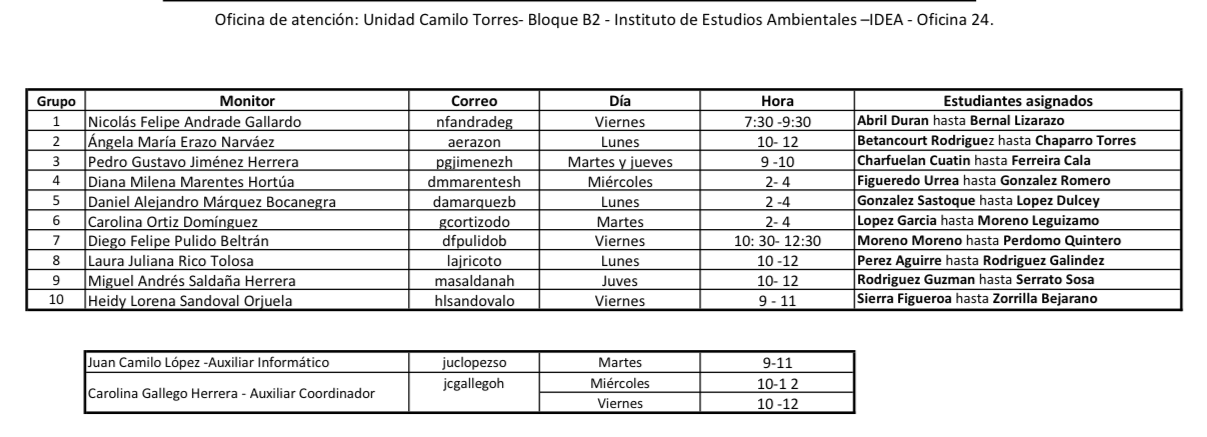 Oficina de atención: Unidad Camilo Torres- Bloque B2 - Instituto de Estudios Ambientales –IDEA - Oficina 24.
Grupo Monitor Correo Día Hora Estudiantes asignados
1 Nicolás Felipe Andrade Gallardo nfandradeg Viernes 7:30 -9:30 Abril Duran hasta Bernal Lizarazo
2 Ángela María Erazo Narváez aerazon Lunes 10- 12 Betancourt Rodriguez hasta Chaparro Torres
3 Pedro Gustavo Jiménez Herrera pgjimenezh Martes y jueves 9 -10 Charfuelan Cuatin hasta Ferreira Cala
4 Diana Milena Marentes Hortúa dmmarentesh Miércoles 2- 4 Figueredo Urrea hasta Gonzalez Romero
5 Daniel Alejandro Márquez Bocanegra damarquezb Lunes 2 -4 Gonzalez Sastoque hasta Lopez Dulcey
6 Carolina Ortiz Domínguez gcortizodo Martes 2- 4 Lopez Garcia hasta Moreno Leguizamo
7 Diego Felipe Pulido Beltrán dfpulidob Viernes 10: 30- 12:30 Moreno Moreno hasta Perdomo Quintero
8 Laura Juliana Rico Tolosa lajricoto Lunes 10 -12 Perez Aguirre hasta Rodriguez Galindez
9 Miguel Andrés Saldaña Herrera masaldanah Juves 10- 12 Rodriguez Guzman hasta Serrato Sosa
10 Heidy Lorena Sandoval Orjuela hlsandovalo Viernes 9 - 11 Sierra Figueroa hasta Zorrilla Bejarano
Juan Camilo López -Auxiliar Informático juclopezso Martes 9-11
Carolina Gallego Herrera - Auxiliar Coordinador jcgallegoh Miércoles 10-1 2
Viernes 10 -12